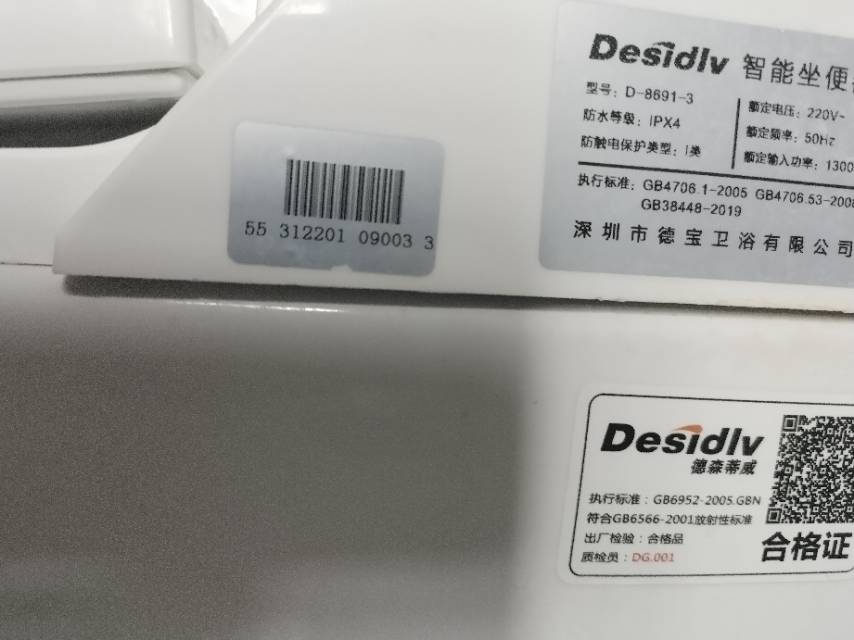 Desidlv 智能坐便
型号：D-8691-3
防水等级：IPX4
防触电保护类型：I类
额定电压：220V~
额定频率：50Hz
额定输入功率：1300
执行标准：GB4706.1-2005 GB4706.53-2008
GB38448-2019
深圳市德宝卫浴有限公司
55 312201 09003 3
Desidlv
德森蒂威
执行标准：GB6952-2005.GBN
符合GB6566-2001放射性标准
出厂检验：合格品
质检员：DG.001
合格证